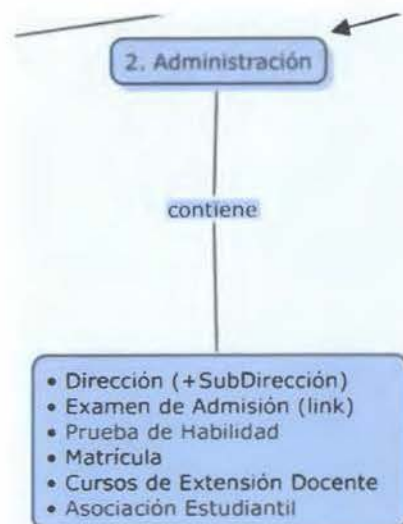 2. Administración
contiene
• Dirección (+SubDirección)
• Examen de Admisión (link)
• Prueba de Habilidad
• Matrícula
• Cursos de Extensión Docente
• Asociación Estudiantil